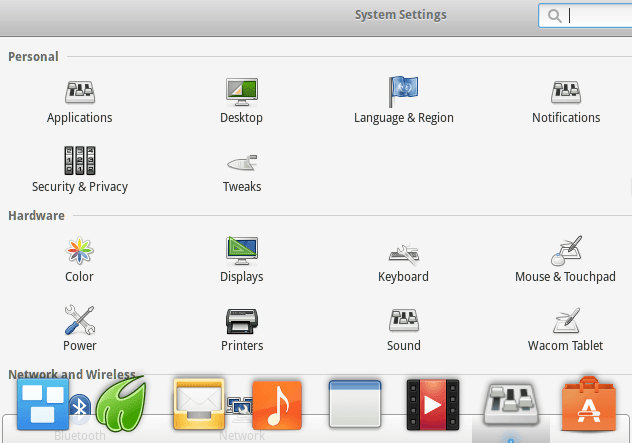 System Settings
Personal
Applications Desktop Language & Region Notifications
Security & Privacy Tweaks
Hardware
Color Displays Keyboard Mouse & Touchpad
Power Printers Sound Wacom Tablet
Network and Wireless
Bluetooth Network